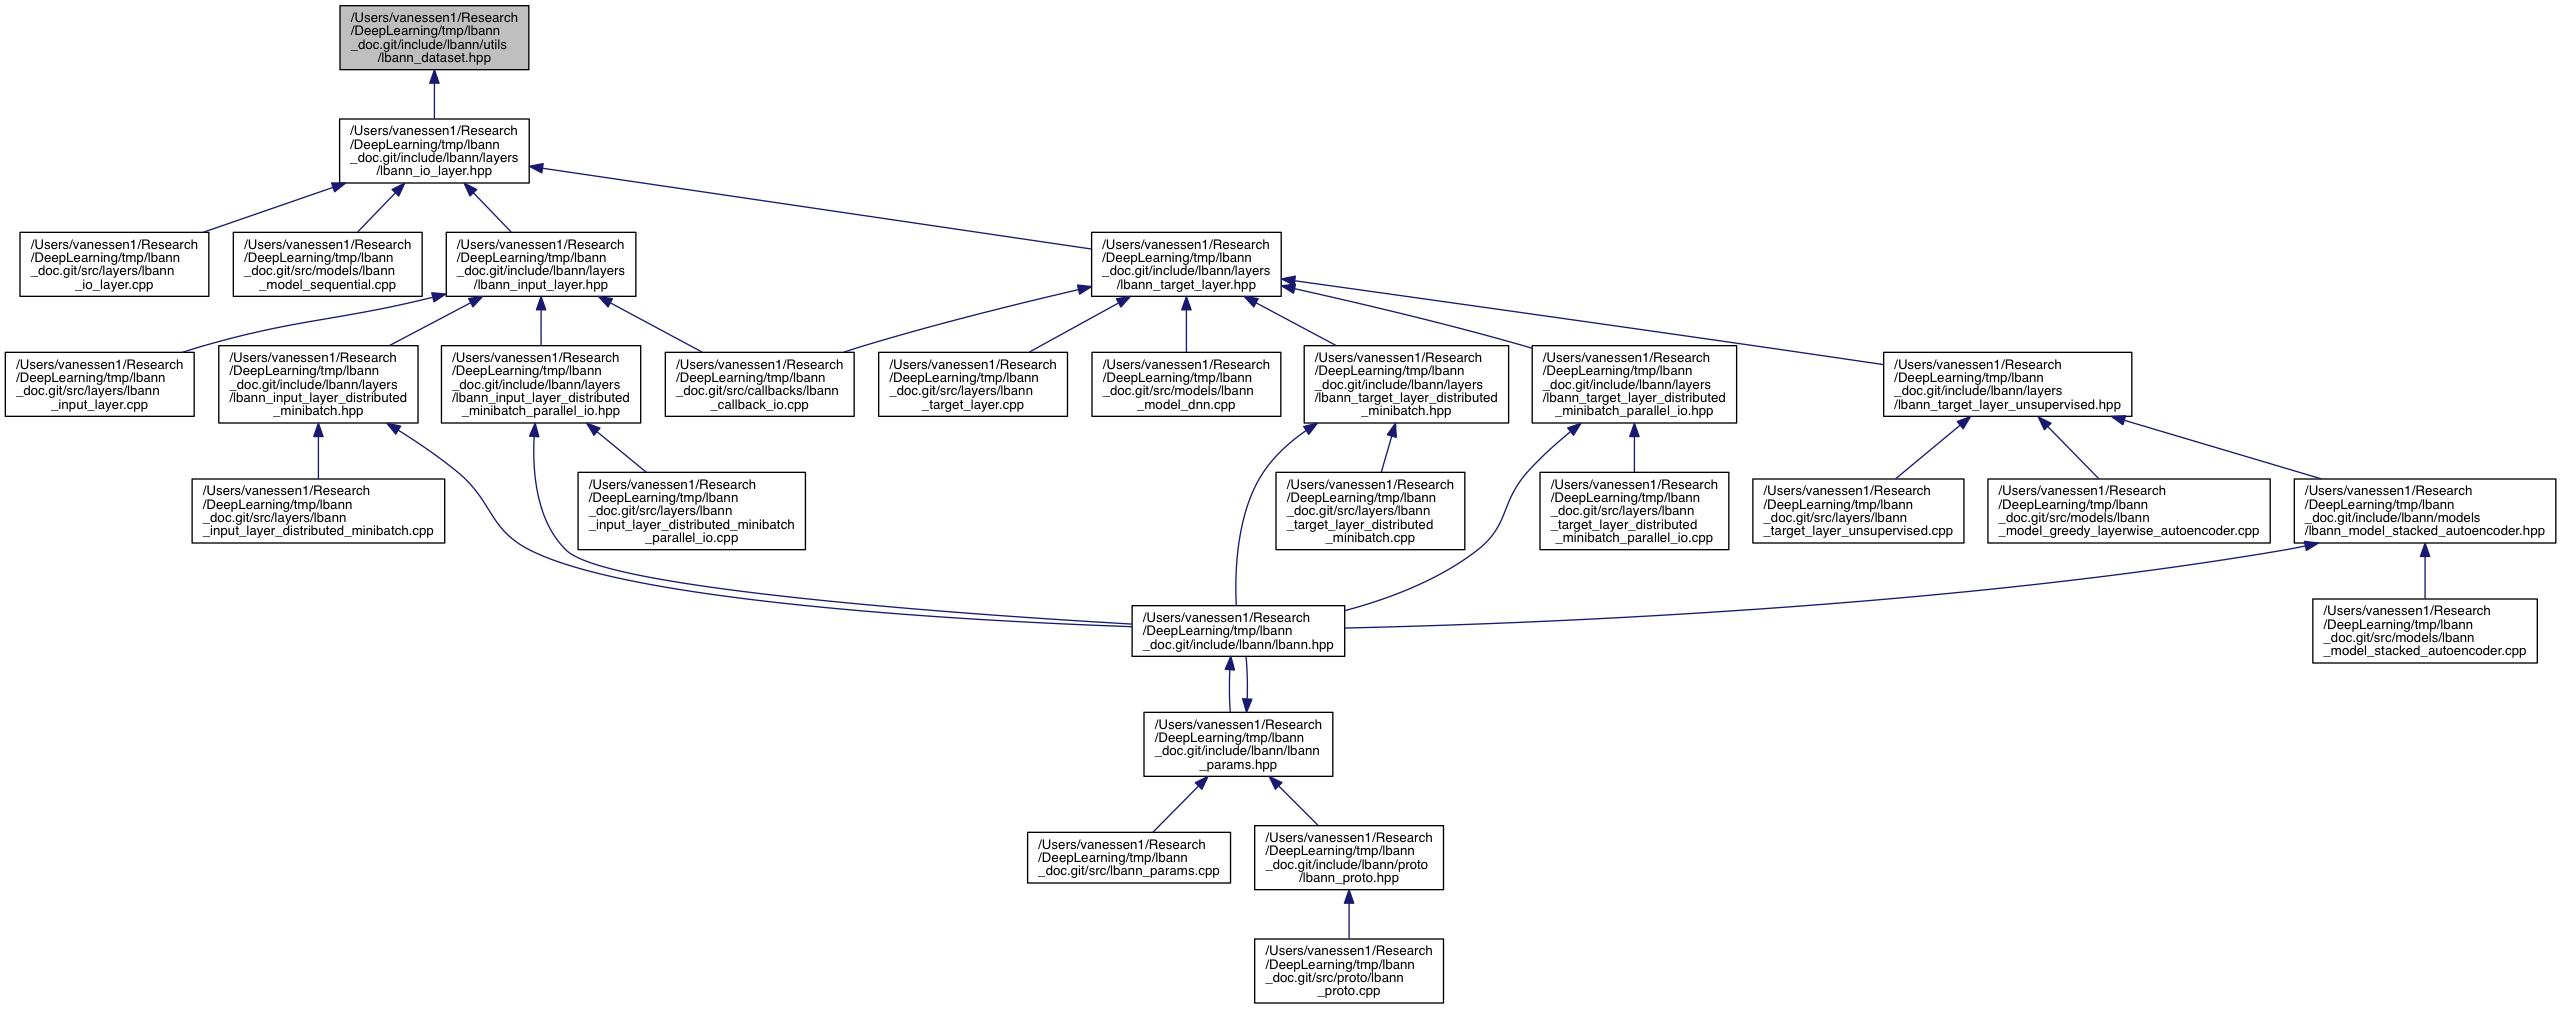 /Users/vanessen1/Research
/DeepLearning/tmp/lbann
_doc.git/include/lbann/utils
/lbann_dataset.hpp
/Users/vanessen1/Research
/DeepLearning/tmp/lbann
_doc.git/include/lbann/layers
/lbann_io_layer.hpp
/Users/vanessen1/Research
/DeepLearning/tmp/lbann
_doc.git/src/layers/lbann
_io_layer.cpp
/Users/vanessen1/Research
/DeepLearning/tmp/lbann
_doc.git/src/models/lbann
_model_sequential.cpp
/Users/vanessen1/Research
/DeepLearning/tmp/lbann
_doc.git/include/lbann/layers
/lbann_input_layer.hpp
/Users/vanessen1/Research
/DeepLearning/tmp/lbann
_doc.git/include/lbann/layers
/lbann_target_layer.hpp
/Users/vanessen1/Research
/DeepLearning/tmp/lbann
_doc.git/src/layers/lbann
_input_layer.cpp
/Users/vanessen1/Research
/DeepLearning/tmp/lbann
_doc.git/include/lbann/layers
/lbann_input_layer_distributed
_minibatch.hpp
/Users/vanessen1/Research
/DeepLearning/tmp/lbann
_doc.git/include/lbann/layers
/lbann_input_layer_distributed
_minibatch_parallel_io.hpp
/Users/vanessen1/Research
/DeepLearning/tmp/lbann
_doc.git/src/callbacks/lbann
_callback_io.cpp
/Users/vanessen1/Research
/DeepLearning/tmp/lbann
_doc.git/src/layers/lbann
_target_layer.cpp
/Users/vanessen1/Research
/DeepLearning/tmp/lbann
_doc.git/src/models/lbann
_model_dnn.cpp
/Users/vanessen1/Research
/DeepLearning/tmp/lbann
_doc.git/include/lbann/layers
/lbann_target_layer_distributed
_minibatch.hpp
/Users/vanessen1/Research
/DeepLearning/tmp/lbann
_doc.git/include/lbann/layers
/lbann_target_layer_distributed
_minibatch_parallel_io.hpp
/Users/vanessen1/Research
/DeepLearning/tmp/lbann
_doc.git/include/lbann/layers
/lbann_target_layer_unsupervised.hpp
/Users/vanessen1/Research
/DeepLearning/tmp/lbann
_doc.git/src/layers/lbann
_input_layer_distributed_minibatch.cpp
/Users/vanessen1/Research
/DeepLearning/tmp/lbann
_doc.git/src/layers/lbann
_input_layer_distributed_minibatch
_parallel_io.cpp
/Users/vanessen1/Research
/DeepLearning/tmp/lbann
_doc.git/src/layers/lbann
_target_layer_distributed
_minibatch.cpp
/Users/vanessen1/Research
/DeepLearning/tmp/lbann
_doc.git/src/layers/lbann
_target_layer_distributed
_minibatch_parallel_io.cpp
/Users/vanessen1/Research
/DeepLearning/tmp/lbann
_doc.git/src/layers/lbann
_target_layer_unsupervised.cpp
/Users/vanessen1/Research
/DeepLearning/tmp/lbann
_doc.git/src/models/lbann
_model_greedy_layerwise_autoencoder.cpp
/Users/vanessen1/Research
/DeepLearning/tmp/lbann
_doc.git/include/lbann/models
/lbann_model_stacked_autoencoder.hpp
/Users/vanessen1/Research
/DeepLearning/tmp/lbann
_doc.git/include/lbann/lbann.hpp
/Users/vanessen1/Research
/DeepLearning/tmp/lbann
_doc.git/src/models/lbann
_model_stacked_autoencoder.cpp
/Users/vanessen1/Research
/DeepLearning/tmp/lbann
_doc.git/include/lbann/lbann
_params.hpp
/Users/vanessen1/Research
/DeepLearning/tmp/lbann
_doc.git/src/lbann_params.cpp
/Users/vanessen1/Research
/DeepLearning/tmp/lbann
_doc.git/include/lbann/proto
/lbann_proto.hpp
/Users/vanessen1/Research
/DeepLearning/tmp/lbann
_doc.git/src/proto/lbann
_proto.cpp